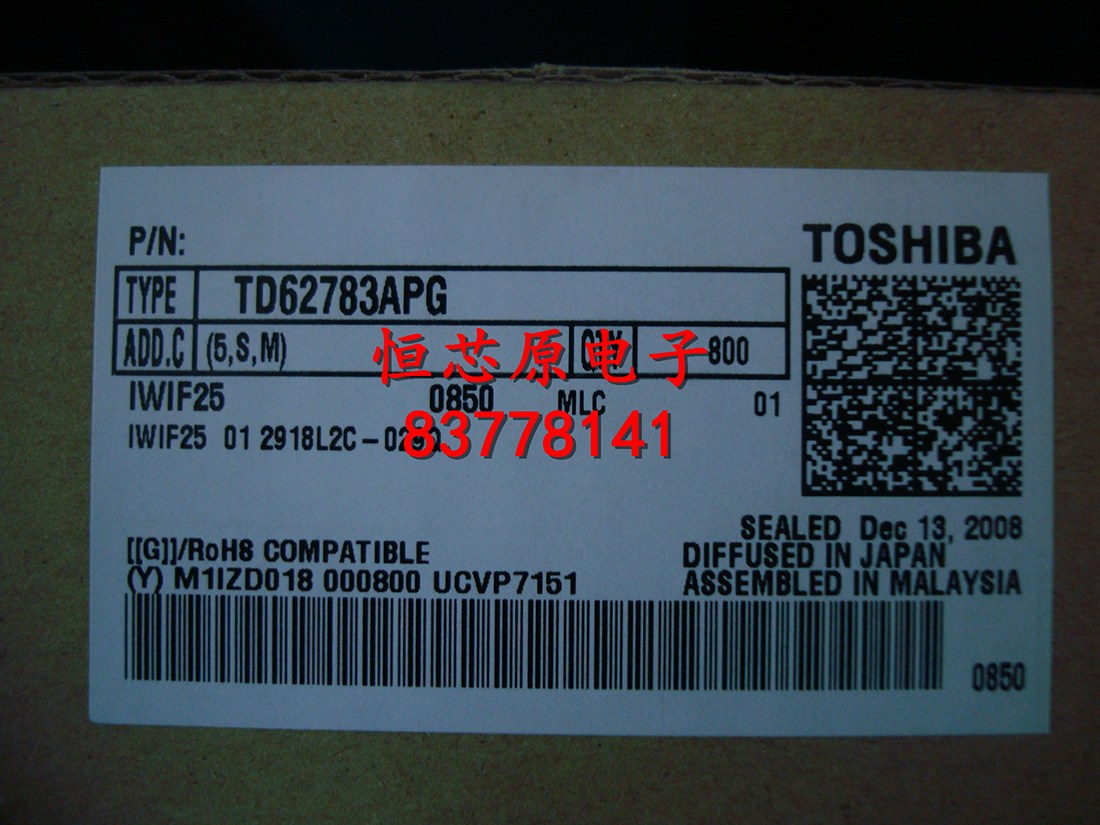 P/N:
TOSHIBA
TYPE TD62783APG
ADD.C (5,S,M) 800
恒芯原电子
IWIF25 0850 MLC 01
83778141
IWIF25 01 2918L2C
SEALED Dec 13, 2008
[[G]]/RoHS COMPATIBLE DIFFUSED IN JAPAN
(Y) M1IZD018 000800 UCVP7151 ASSEMBLED IN MALAYSIA
0850